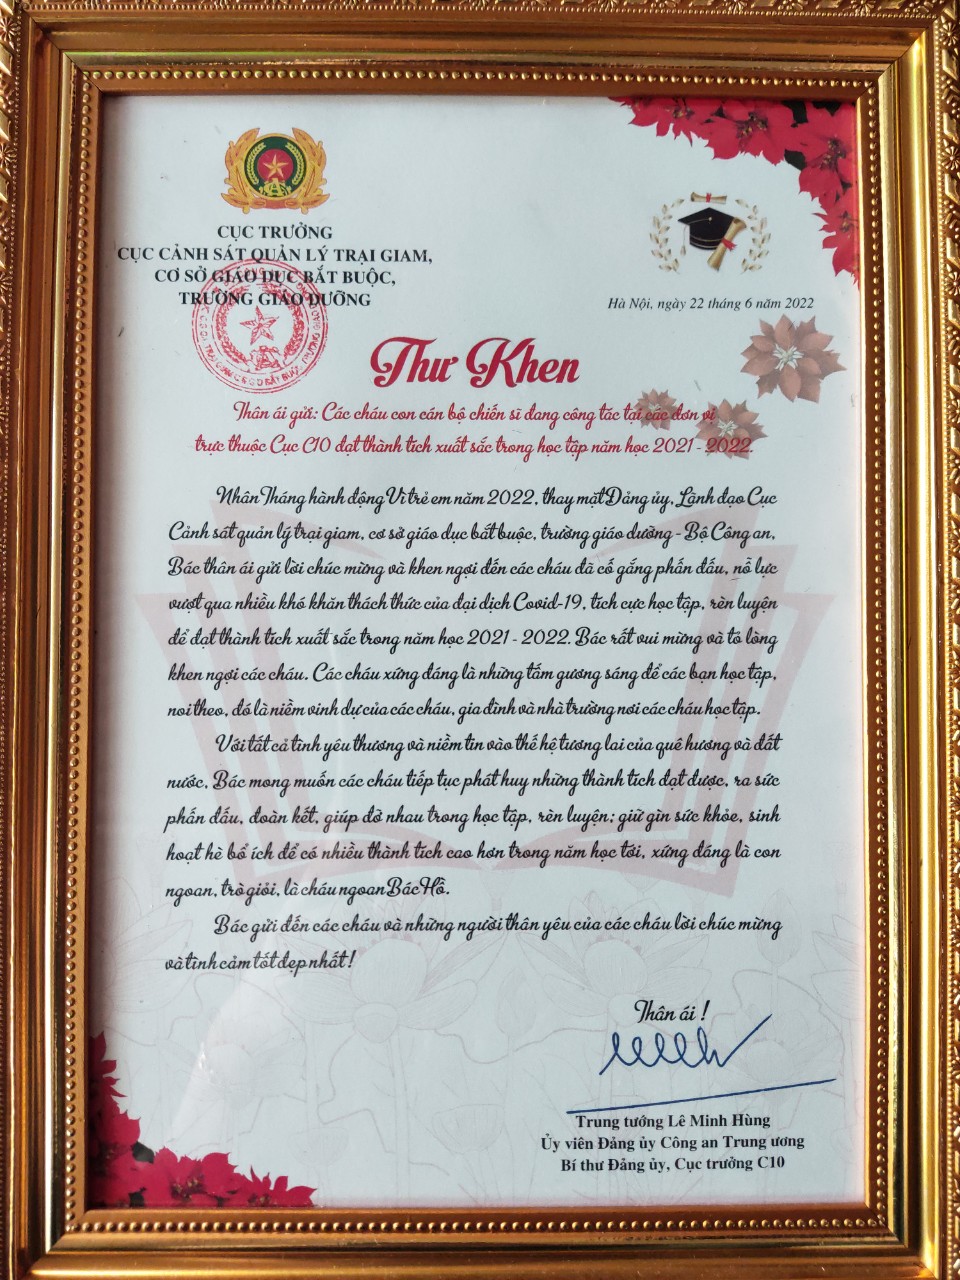 CỤC TRƯỞNG
CỤC CẢNH SÁT QUẢN LÝ TRẠI GIAM,
CƠ SỞ GIÁO DỤC BẮT BUỘC,
TRƯỜNG GIÁO DƯỠNG
Hà Nội, ngày 22 tháng 6 năm 2022
Thư Khen
Thân ái gửi: Các cháu con cán bộ chiến sĩ đang công tác tại các đơn vị
trực thuộc Cục C10 đạt thành tích xuất sắc trong học tập năm học 2021 - 2022.
Nhân Tháng hành động Vì trẻ em năm 2022, thay mặt Đảng ủy, Lãnh đạo Cục
Cảnh sát quản lý trại giam, cơ sở giáo dục bắt buộc, trường giáo dưỡng - Bộ Công an,
Bác thân ái gửi lời chúc mừng và khen ngợi đến các cháu đã cố gắng phấn đấu, nỗ lực
vượt qua nhiều khó khăn thách thức của đại dịch Covid-19, tích cực học tập, rèn luyện
để đạt thành tích xuất sắc trong năm học 2021 - 2022. Bác rất vui mừng và tỏ lòng
khen ngợi các cháu. Các cháu xứng đáng là những tấm gương sáng để các bạn học tập,
noi theo, đó là niềm vinh dự của các cháu, gia đình và nhà trường nơi các cháu học tập.
Với tất cả tình yêu thương và niềm tin vào thế hệ tương lai của quê hương và đất
nước, Bác mong muốn các cháu tiếp tục phát huy những thành tích đạt được, ra sức
phấn đấu, đoàn kết, giúp đỡ nhau trong học tập, rèn luyện; giữ gìn sức khỏe, sinh
hoạt hè bổ ích để có nhiều thành tích cao hơn trong năm học tới, xứng đáng là con
ngoan, trò giỏi, là cháu ngoan Bác Hồ.
Bác gửi đến các cháu và những người thân yêu của các cháu lời chúc mừng
và tình cảm tốt đẹp nhất!
Thân ái !
Trung tướng Lê Minh Hùng
Ủy viên Đảng ủy Công an Trung ương
Bí thư Đảng ủy, Cục trưởng C10